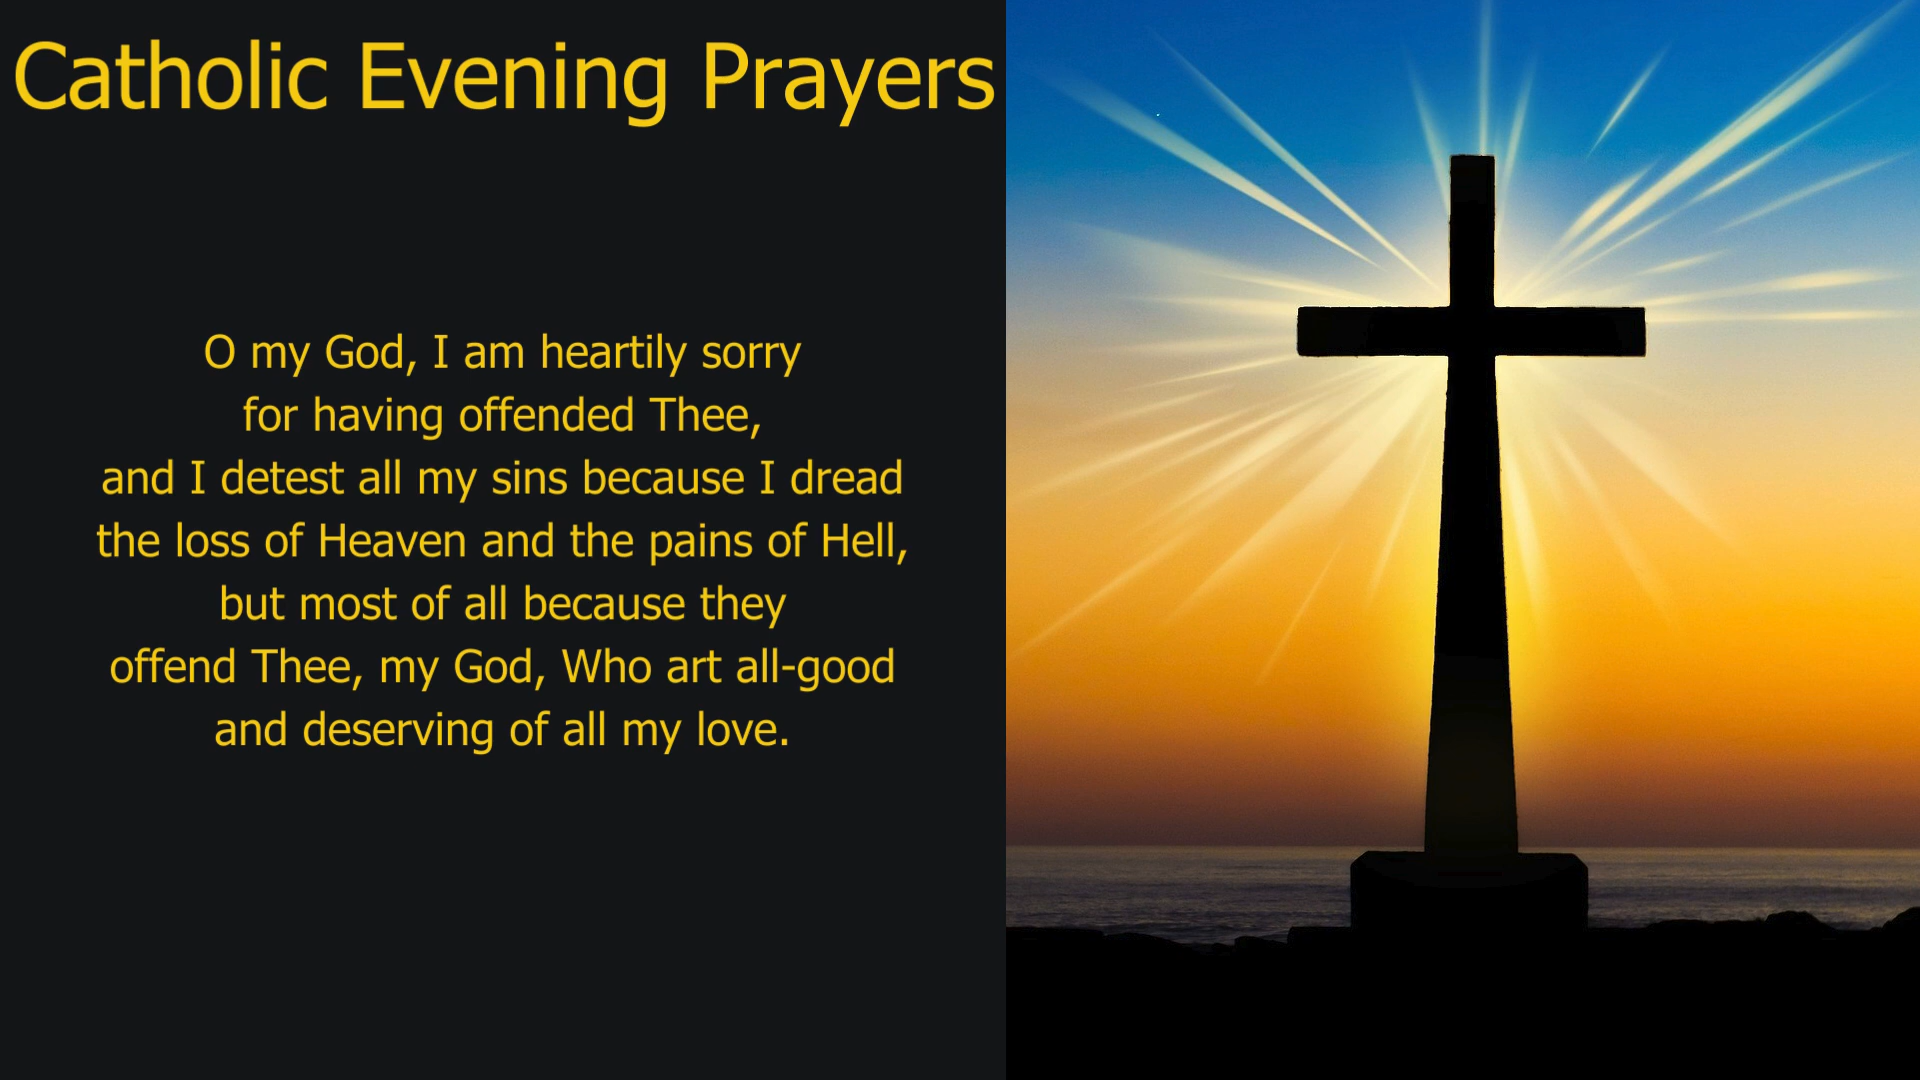 Catholic Evening Prayers
O my God, I am heartily sorry
for having offended Thee,
and I detest all my sins because I dread
the loss of Heaven and the pains of Hell,
but most of all because they
offend Thee, my God, Who art all-good
and deserving of all my love.